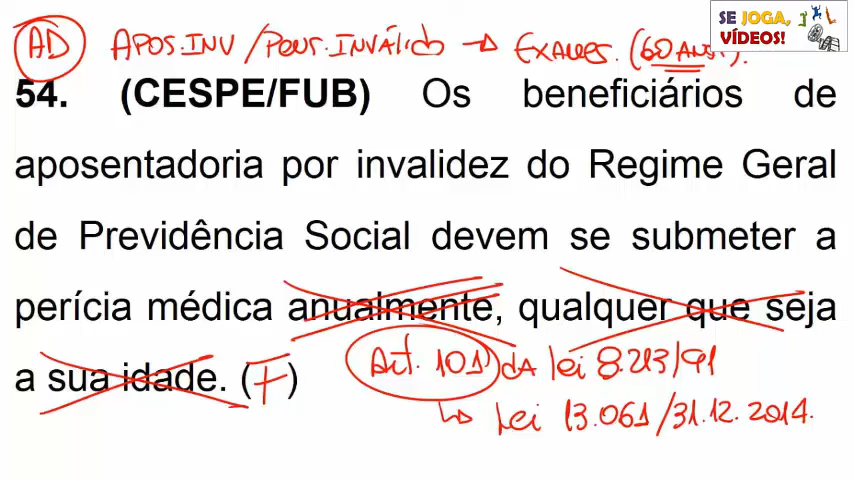 SE JOGA,
VÍDEOS!
AD APOS.INV / PENS.INVÁLIDO → EXAMES. (60 ANOS).
54. (CESPE/FUB) Os beneficiários de
aposentadoria por invalidez do Regime Geral
de Previdência Social devem se submeter a
perícia médica anualmente, qualquer que seja
a sua idade. (F)
Art. 101 da lei 8.213/91
↳ Lei 13.061/31.12.2014.